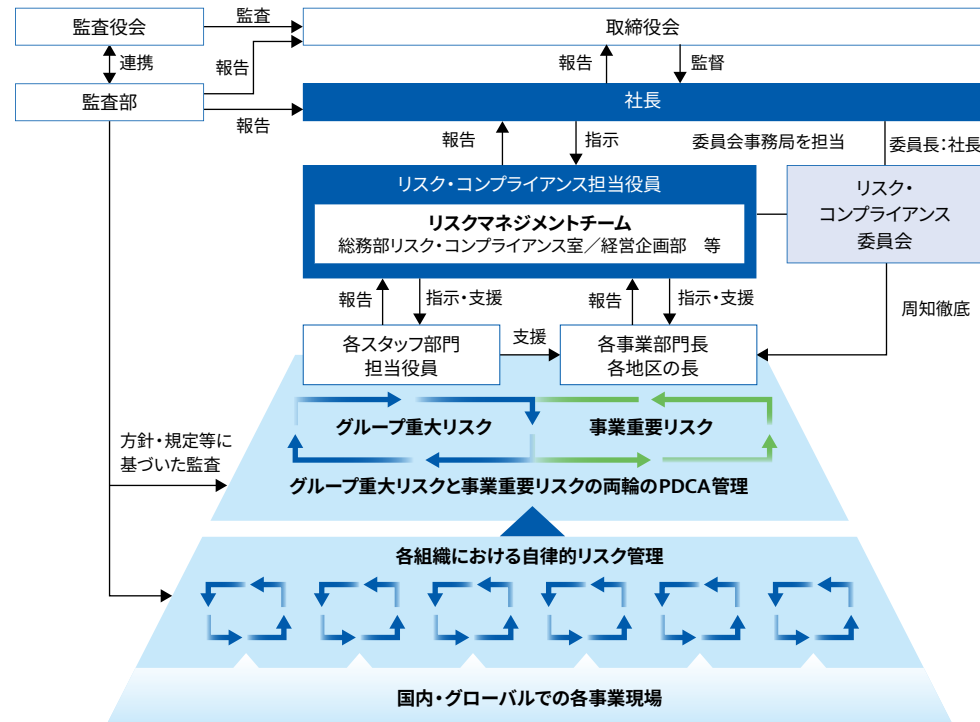 監査役会
監査
取締役会
連携
報告
報告
監督
監査部
社長
報告
報告
指示
委員会事務局を担当
委員長：社長
リスク・コンプライアンス担当役員
リスクマネジメントチーム
総務部リスク・コンプライアンス室／経営企画部　等
リスク・
コンプライアンス
委員会
報告
指示・支援
報告
指示・支援
周知徹底
各スタッフ部門
担当役員
支援
各事業部門長
各地区の長
グループ重大リスク
事業重要リスク
方針・規定等に
基づいた監査
グループ重大リスクと事業重要リスクの両輪のPDCA管理
各組織における自律的リスク管理
国内・グローバルでの各事業現場